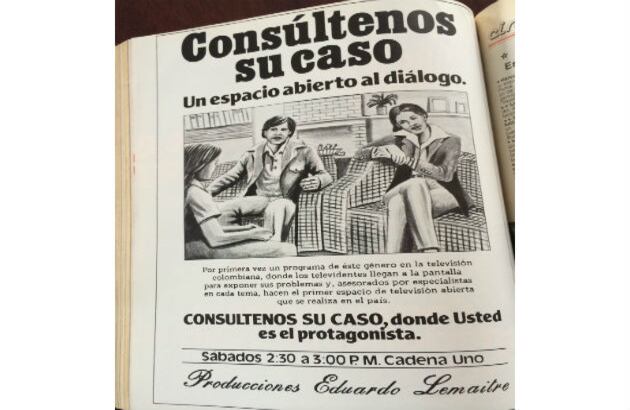 Consúltenos
su caso
Un espacio abierto al diálogo.
Por primera vez un programa de éste género en la televisión
colombiana, donde los televidentes llegan a la pantalla
para exponer sus problemas y, asesorados por especialistas
en cada tema, hacen el primer espacio de televisión abierta
que se realiza en el país.
CONSULTENOS SU CASO, donde Usted
es el protagonista.
Sábados 2:30 a 3:00 P.M. Cadena Uno
Producciones Eduardo Lemaitre